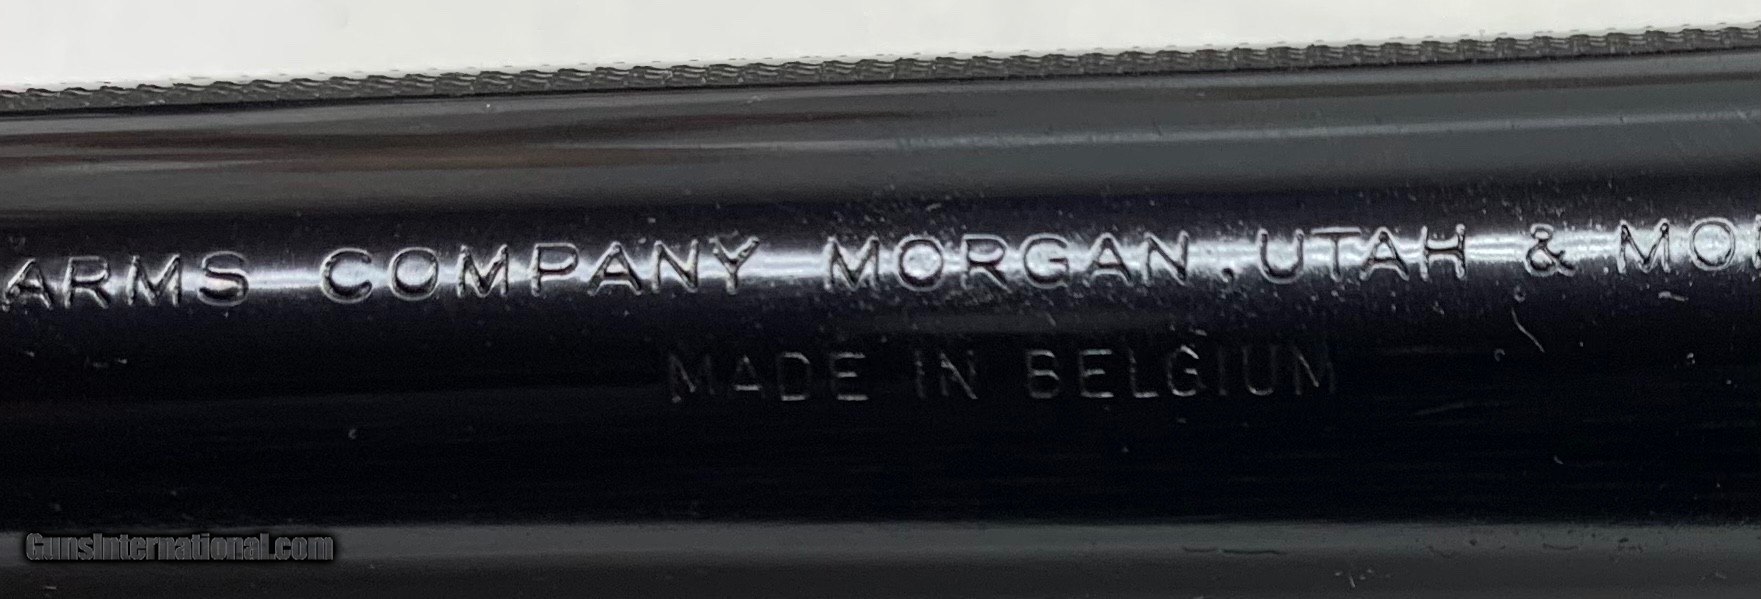 ARMS COMPANY MORGAN, UTAH & MO
MADE IN BELGIUM
GunsInternational.com